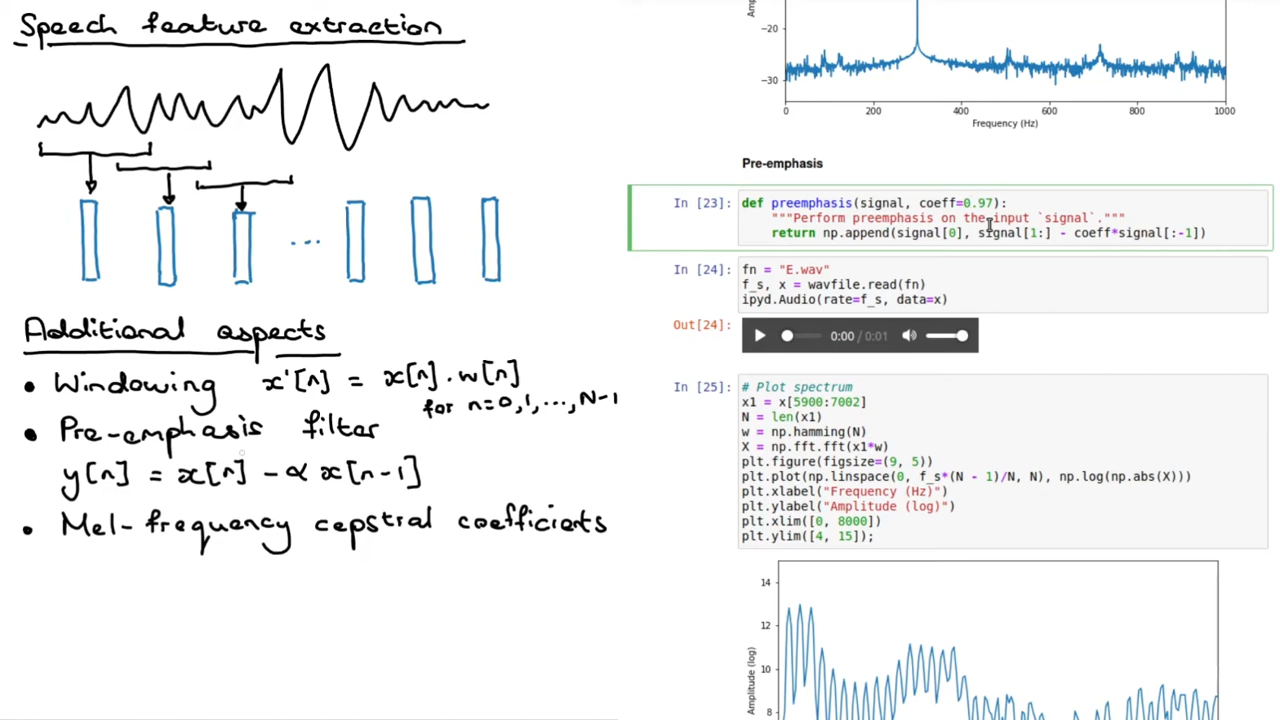 Speech feature extraction
...
Additional aspects
• Windowing x'[n] = x[n] · w[n]
for n=0,1,...,N-1
• Pre-emphasis filter
y[n] = x[n] - α x[n-1]
• Mel-frequency cepstral coefficients
-20
-30
0 200 400 600 800 1000
Frequency (Hz)
Pre-emphasis
In [23]: def preemphasis(signal, coeff=0.97):
"""Perform preemphasis on the input `signal`."""
return np.append(signal[0], signal[1:] - coeff*signal[:-1])
In [24]: fn = "E.wav"
f_s, x = wavfile.read(fn)
ipyd.Audio(rate=f_s, data=x)
Out[24]:
0:00 / 0:01
In [25]: # Plot spectrum
x1 = x[5900:7002]
N = len(x1)
w = np.hamming(N)
X = np.fft.fft(x1*w)
plt.figure(figsize=(9, 5))
plt.plot(np.linspace(0, f_s*(N - 1)/N, N), np.log(np.abs(X)))
plt.xlabel("Frequency (Hz)")
plt.ylabel("Amplitude (log)")
plt.xlim([0, 8000])
plt.ylim([4, 15]);
14
12
10
8
Amplitude (log)